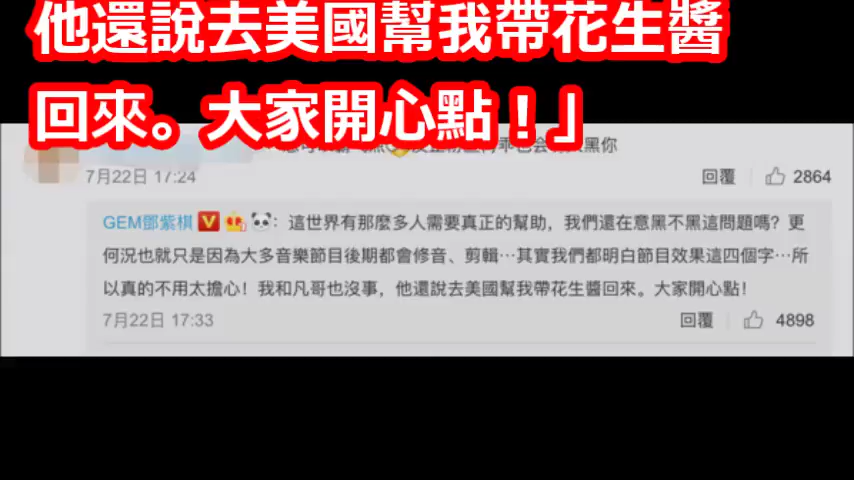 他還說去美國幫我帶花生醬
回來。大家開心點！」
黑你
7月22日 17:24
回覆
2864
GEM鄧紫棋 V ：這世界有那麼多人需要真正的幫助，我們還在意黑不黑這問題嗎？更
何況也就只是因為大多音樂節目後期都會修音、剪輯…其實我們都明白節目效果這四個字…所
以真的不用太擔心！我和凡哥也沒事，他還說去美國幫我帶花生醬回來。大家開心點！
7月22日 17:33
回覆
4898